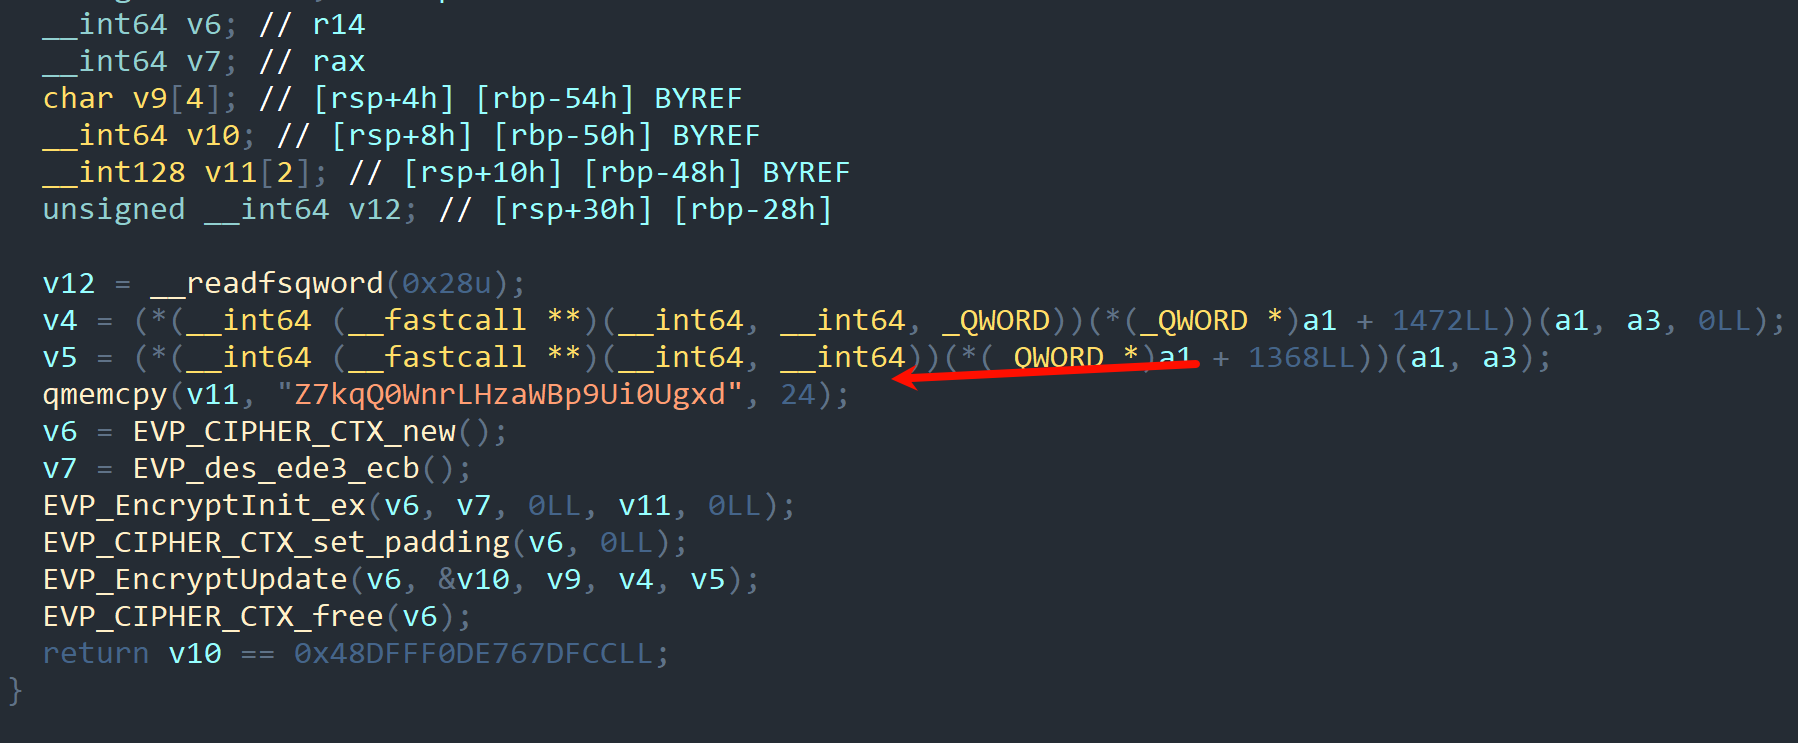 __int64 v6; // r14
__int64 v7; // rax
char v9[4]; // [rsp+4h] [rbp-54h] BYREF
__int64 v10; // [rsp+8h] [rbp-50h] BYREF
__int128 v11[2]; // [rsp+10h] [rbp-48h] BYREF
unsigned __int64 v12; // [rsp+30h] [rbp-28h]
v12 = __readfsqword(0x28u);
v4 = (*(__int64 (__fastcall **)(__int64, __int64, _QWORD))(*(_QWORD *)a1 + 1472LL))(a1, a3, 0LL);
v5 = (*(__int64 (__fastcall **)(__int64, __int64))(*(_QWORD *)a1 + 1368LL))(a1, a3);
qmemcpy(v11, "Z7kqQ0WnrLHzaWBp9Ui0Ugxd", 24);
v6 = EVP_CIPHER_CTX_new();
v7 = EVP_des_ede3_ecb();
EVP_EncryptInit_ex(v6, v7, 0LL, v11, 0LL);
EVP_CIPHER_CTX_set_padding(v6, 0LL);
EVP_EncryptUpdate(v6, &v10, v9, v4, v5);
EVP_CIPHER_CTX_free(v6);
return v10 == 0x48DFFF0DE767DFCCLL;
}